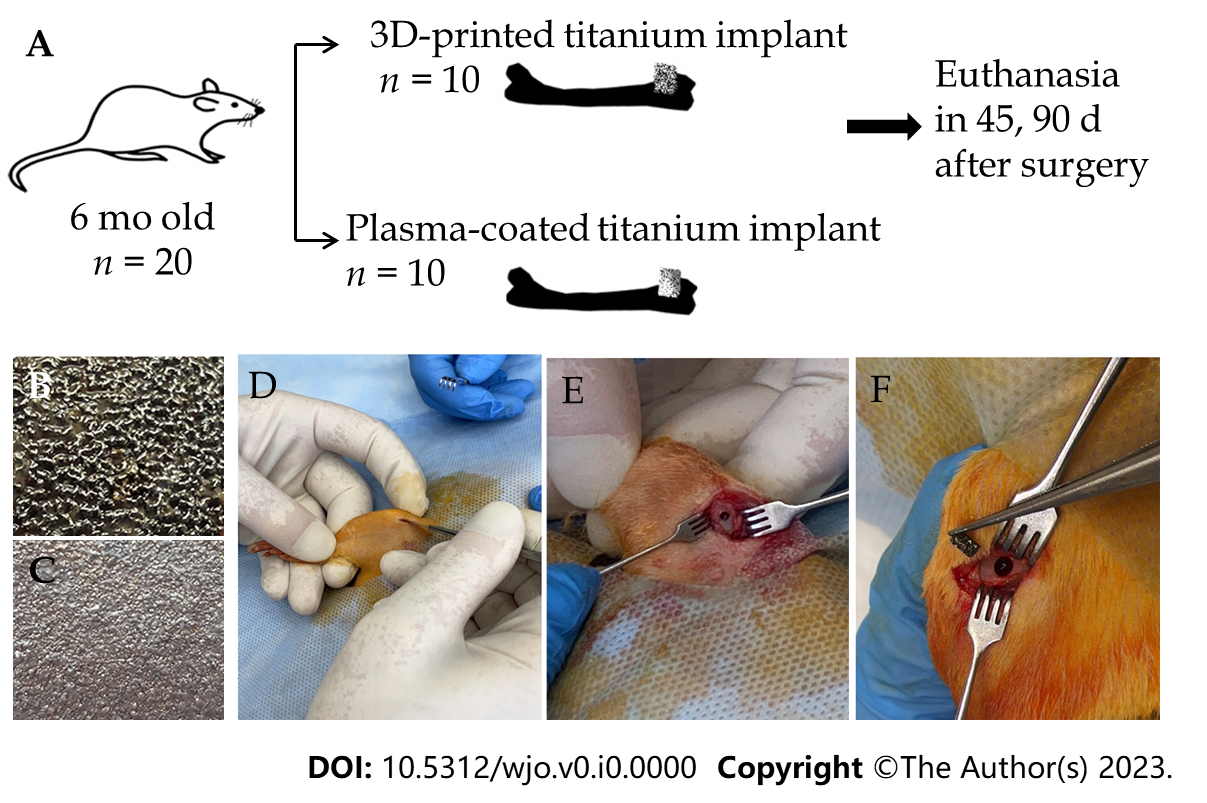 A
3D-printed titanium implant
n = 10
Euthanasia
in 45, 90 d
after surgery
6 mo old
n = 20
Plasma-coated titanium implant
n = 10
B
C
D
E
F
DOI: 10.5312/wjo.v0.i0.0000 Copyright ©The Author(s) 2023.